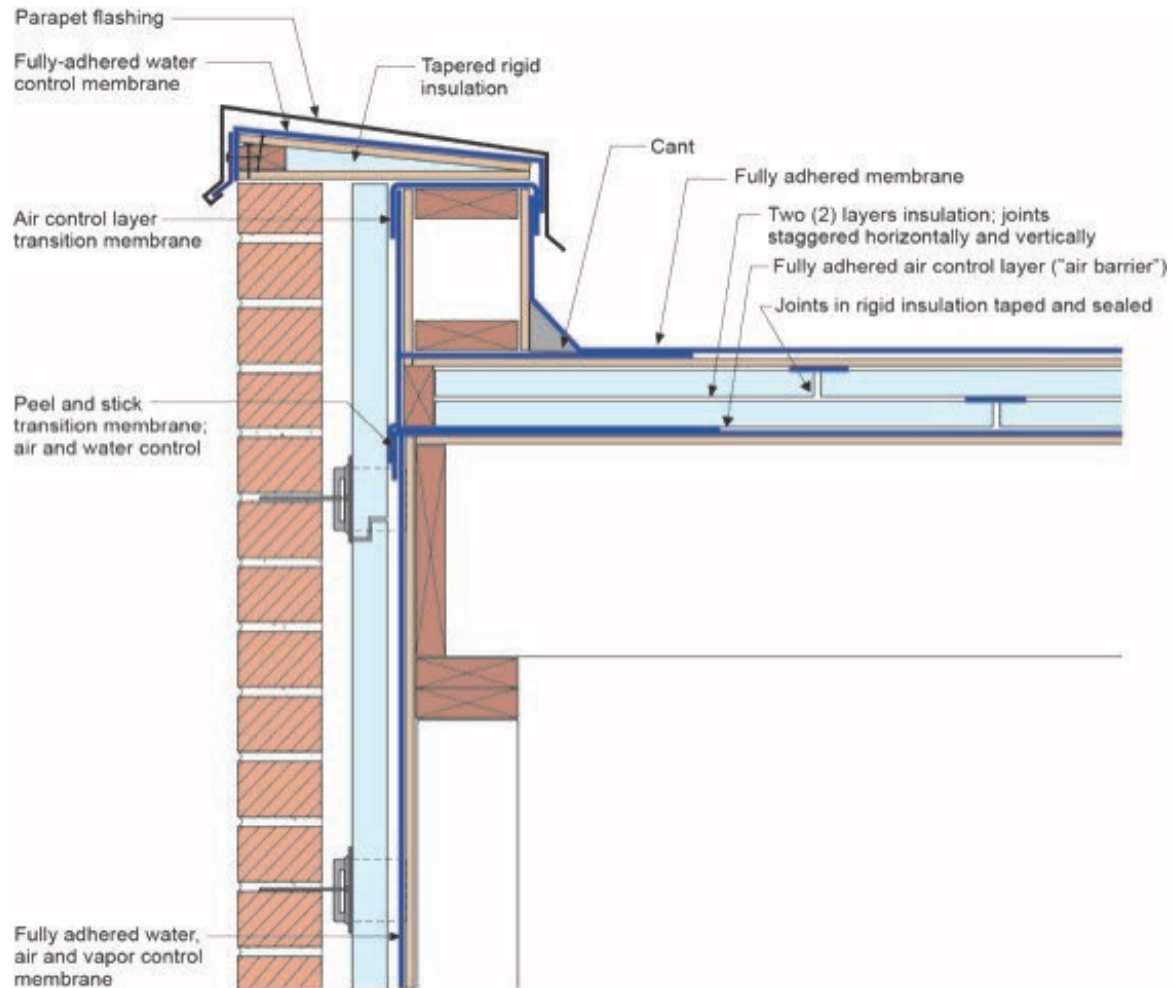 Parapet flashing
Fully-adhered water
control membrane
Tapered rigid
insulation
Cant
Fully adhered membrane
Air control layer
transition membrane
Two (2) layers insulation; joints
staggered horizontally and vertically
Fully adhered air control layer ("air barrier")
Joints in rigid insulation taped and sealed
Peel and stick
transition membrane;
air and water control
Fully adhered water,
air and vapor control
membrane